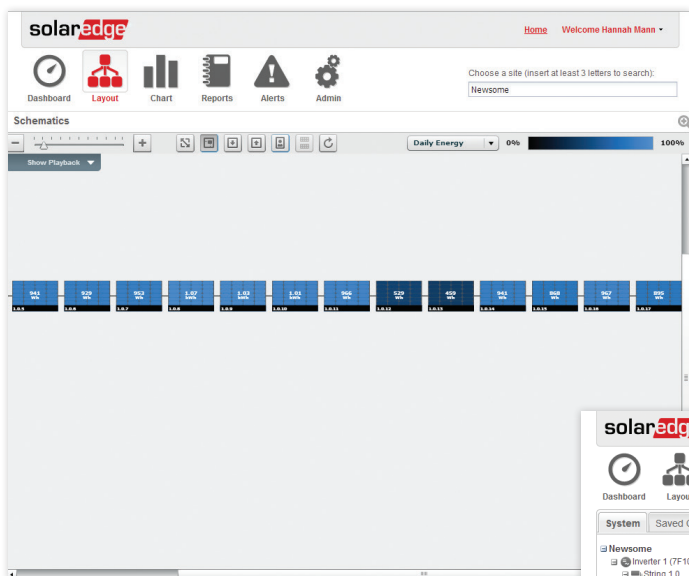 solaredge
Home Welcome Hannah Mann
Dashboard Layout Chart Reports Alerts Admin
Choose a site (insert at least 3 letters to search):
Newsome
Schematics
Daily Energy 0% 100%
Show Playback
941 929 953 1.07 1.03 1.01 966 529 459 941 868 967 895
Wh Wh Wh kWh kWh kWh Wh Wh Wh Wh Wh Wh Wh
1.0.5 1.0.6 1.0.7 1.0.8 1.0.9 1.0.10 1.0.11 1.0.12 1.0.13 1.0.14 1.0.15 1.0.16 1.0.17
solaredg
Dashboard Layou
System Saved C
Newsome
Inverter 1 (7F10
String 1.0